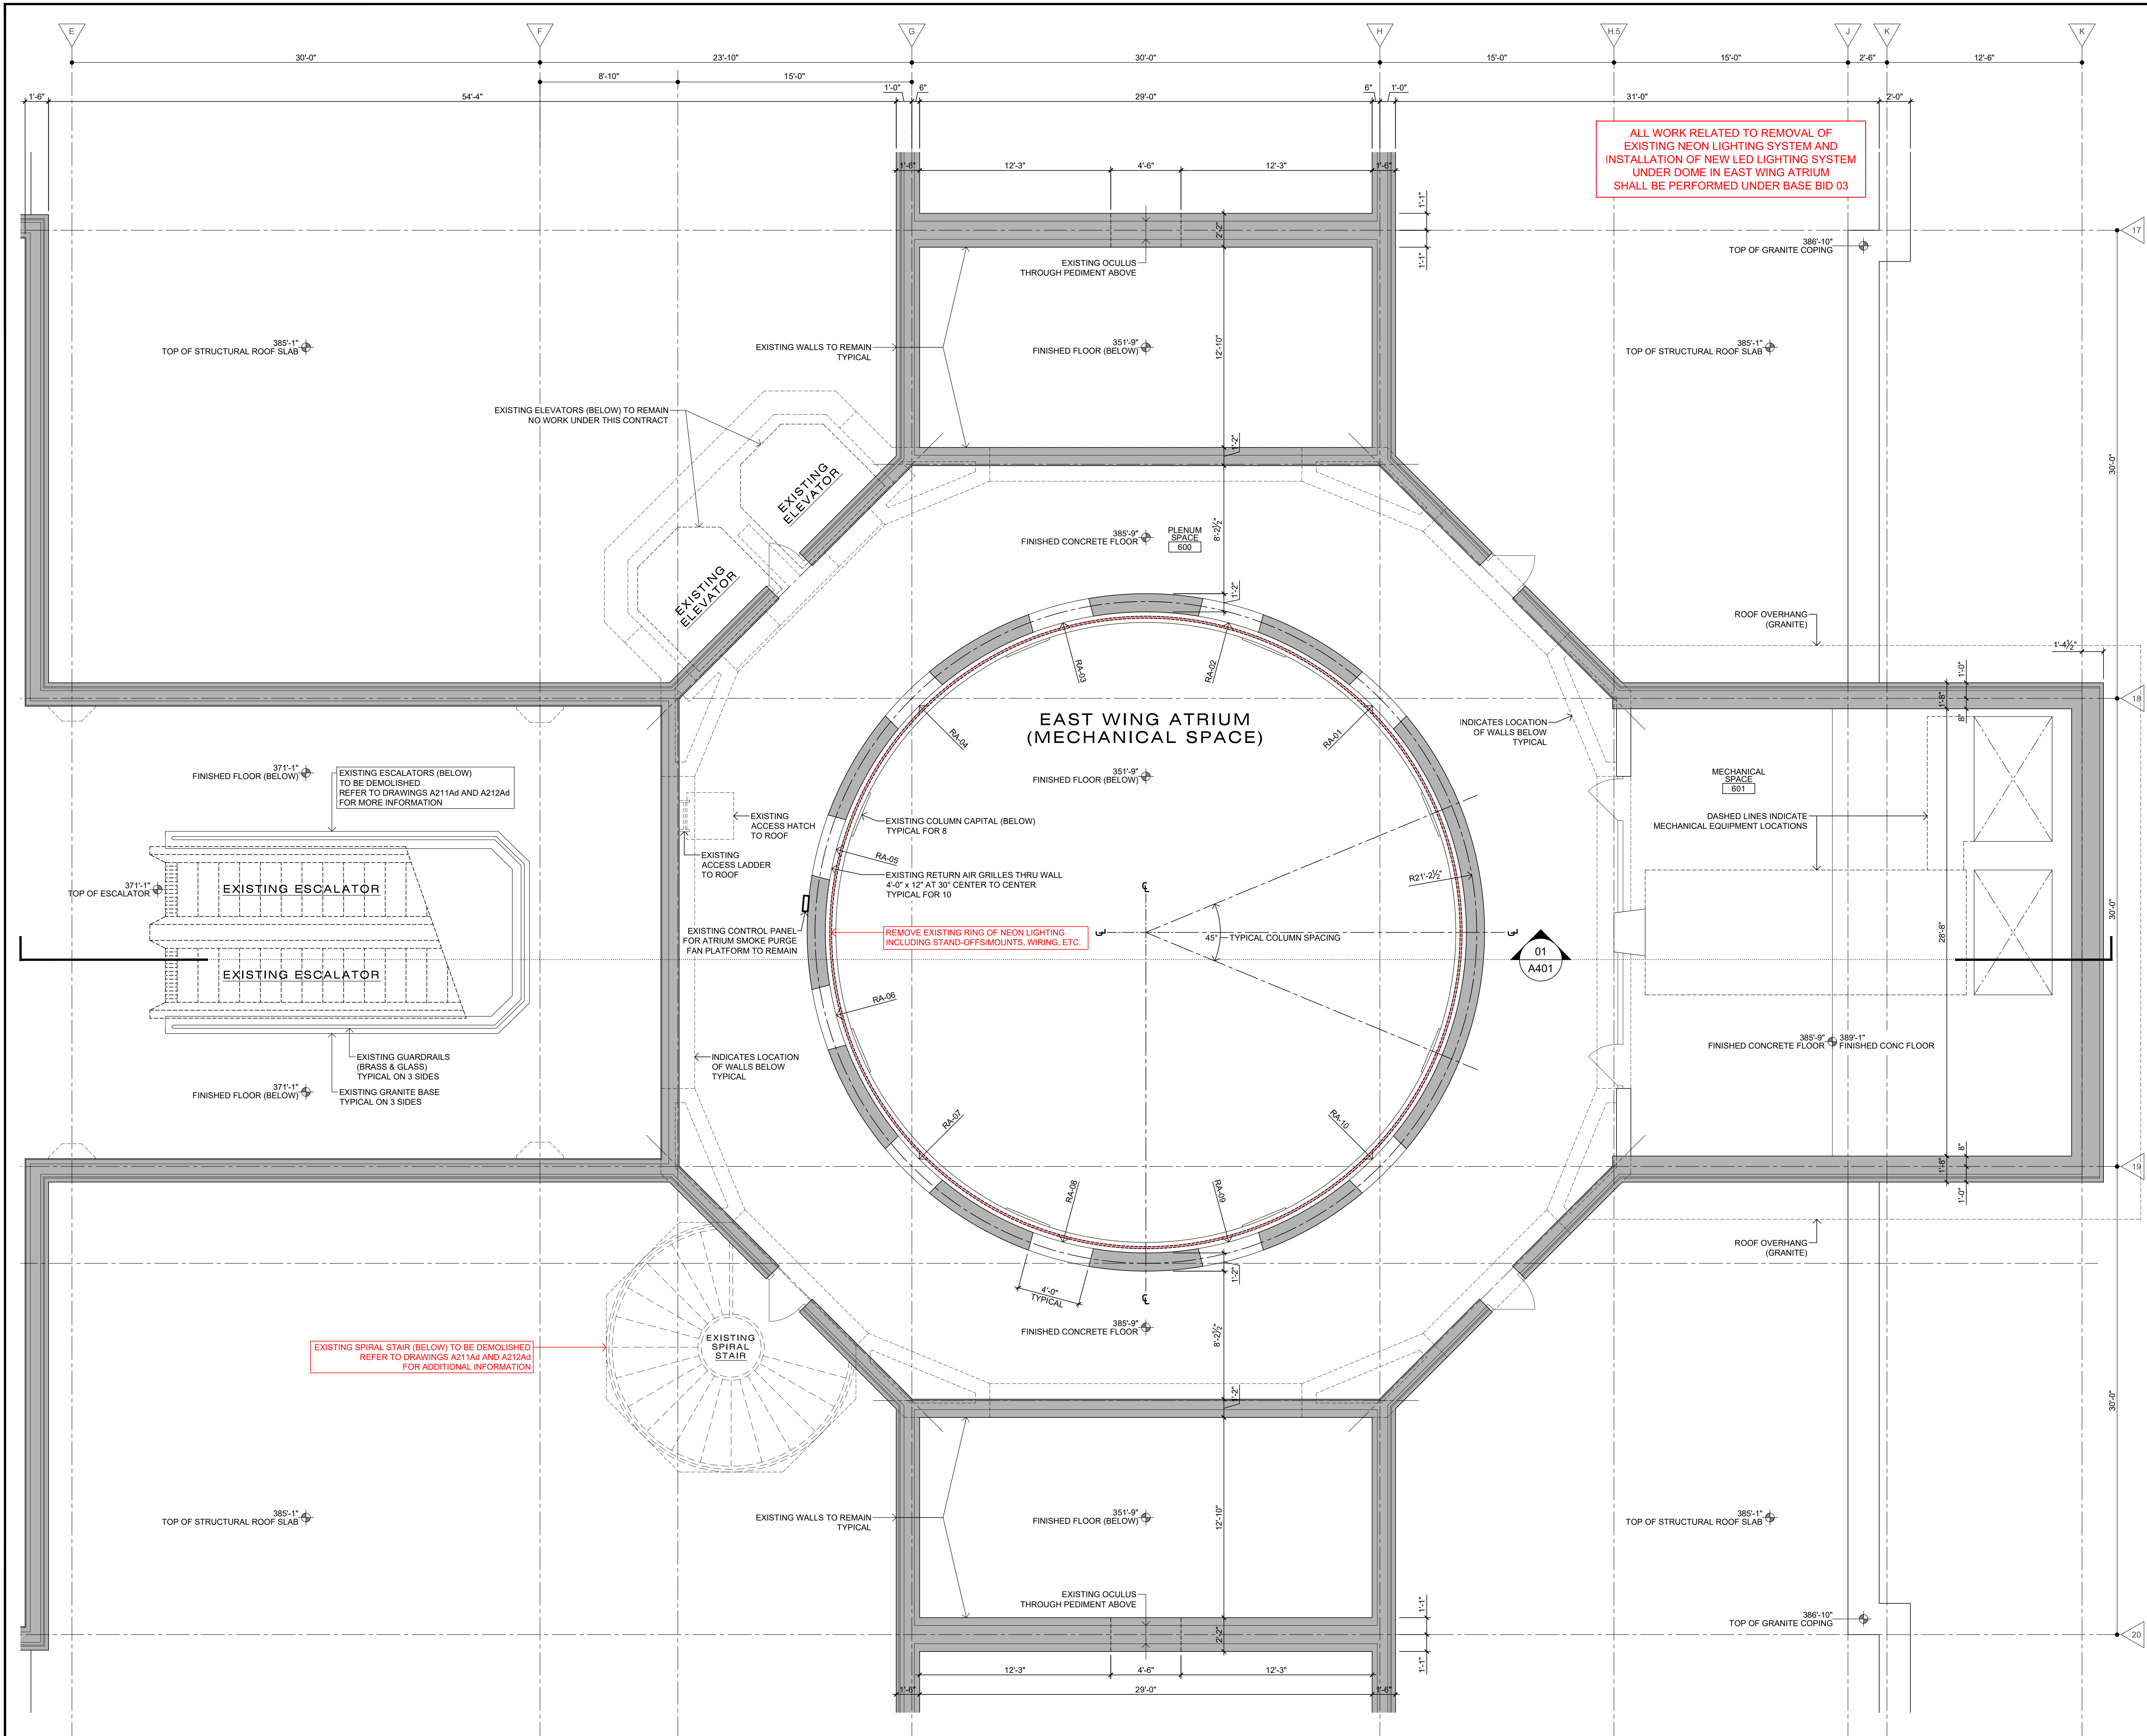 E
F
G
H
H.5
J
K
K
30'-0"
23'-10"
30'-0"
15'-0"
15'-0"
2'-6"
12'-6"
8'-10"
15'-0"
1'-6"
54'-4"
1'-0"
6"
29'-0"
6"
1'-0"
31'-0"
2'-0"
ALL WORK RELATED TO REMOVAL OF
EXISTING NEON LIGHTING SYSTEM AND
INSTALLATION OF NEW LED LIGHTING SYSTEM
UNDER DOME IN EAST WING ATRIUM
SHALL BE PERFORMED UNDER BASE BID 03
1'-6"
12'-3"
4'-6"
12'-3"
1'-6"
1'-1"
2'-2"
1'-1"
17
386'-10"
TOP OF GRANITE COPING
EXISTING OCULUS
THROUGH PEDIMENT ABOVE
385'-1"
TOP OF STRUCTURAL ROOF SLAB
EXISTING WALLS TO REMAIN
TYPICAL
351'-9"
FINISHED FLOOR (BELOW)
12'-10"
385'-1"
TOP OF STRUCTURAL ROOF SLAB
EXISTING ELEVATORS (BELOW) TO REMAIN
NO WORK UNDER THIS CONTRACT
1'-2"
30'-0"
EXISTING
ELEVATOR
EXISTING
ELEVATOR
385'-9"
FINISHED CONCRETE FLOOR
PLENUM
SPACE
600
8'-2½"
1'-2"
ROOF OVERHANG
(GRANITE)
1'-4½"
RA-03
RA-02
1'-0"
1'-8"
8"
18
RA-04
RA-01
EAST WING ATRIUM
(MECHANICAL SPACE)
INDICATES LOCATION
OF WALLS BELOW
TYPICAL
371'-1"
FINISHED FLOOR (BELOW)
EXISTING ESCALATORS (BELOW)
TO BE DEMOLISHED
REFER TO DRAWINGS A211Ad AND A212Ad
FOR MORE INFORMATION
351'-9"
FINISHED FLOOR (BELOW)
MECHANICAL
SPACE
601
EXISTING
ACCESS HATCH
TO ROOF
EXISTING COLUMN CAPITAL (BELOW)
TYPICAL FOR 8
DASHED LINES INDICATE
MECHANICAL EQUIPMENT LOCATIONS
EXISTING
ACCESS LADDER
TO ROOF
RA-05
EXISTING RETURN AIR GRILLES THRU WALL
4'-0" x 12" AT 30° CENTER TO CENTER
TYPICAL FOR 10
R21'-2½"
371'-1"
TOP OF ESCALATOR
EXISTING ESCALATOR
CL
EXISTING CONTROL PANEL
FOR ATRIUM SMOKE PURGE
FAN PLATFORM TO REMAIN
REMOVE EXISTING RING OF NEON LIGHTING
INCLUDING STAND-OFFS/MOUNTS, WIRING, ETC.
CL
45°
TYPICAL COLUMN SPACING
CL
01
A401
28'-8"
30'-0"
EXISTING ESCALATOR
RA-06
385'-9"
FINISHED CONCRETE FLOOR
389'-1"
FINISHED CONC FLOOR
EXISTING GUARDRAILS
(BRASS & GLASS)
TYPICAL ON 3 SIDES
INDICATES LOCATION
OF WALLS BELOW
TYPICAL
371'-1"
FINISHED FLOOR (BELOW)
EXISTING GRANITE BASE
TYPICAL ON 3 SIDES
RA-07
RA-10
8"
1'-8"
1'-0"
19
RA-08
RA-09
ROOF OVERHANG
(GRANITE)
1'-2"
4'-0"
TYPICAL
CL
385'-9"
FINISHED CONCRETE FLOOR
8'-2½"
EXISTING
SPIRAL
STAIR
EXISTING SPIRAL STAIR (BELOW) TO BE DEMOLISHED
REFER TO DRAWINGS A211Ad AND A212Ad
FOR ADDITIONAL INFORMATION
1'-2"
30'-0"
385'-1"
TOP OF STRUCTURAL ROOF SLAB
EXISTING WALLS TO REMAIN
TYPICAL
351'-9"
FINISHED FLOOR (BELOW)
12'-10"
385'-1"
TOP OF STRUCTURAL ROOF SLAB
EXISTING OCULUS
THROUGH PEDIMENT ABOVE
386'-10"
TOP OF GRANITE COPING
1'-1"
2'-2"
1'-1"
20
12'-3"
4'-6"
12'-3"
1'-6"
29'-0"
1'-6"